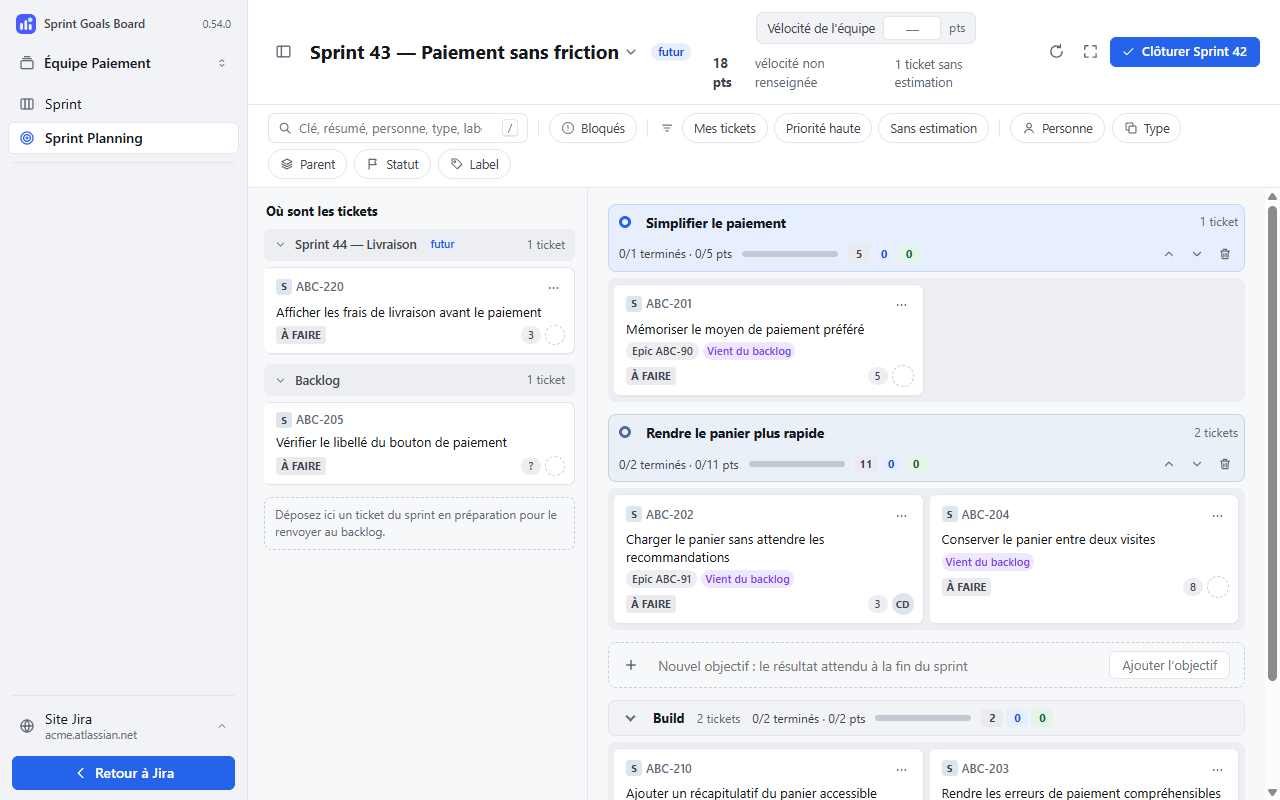 Sprint Goals Board
0.54.0
Équipe Paiement
Sprint
Sprint Planning
Site Jira
acme.atlassian.net
Retour à Jira
Sprint 43 — Paiement sans friction
futur
18 pts
Vélocité de l'équipe — pts
vélocité non renseignée
1 ticket sans estimation
Clôturer Sprint 42
Clé, résumé, personne, type, lab
/
Bloqués
Mes tickets
Priorité haute
Sans estimation
Personne
Type
Parent
Statut
Label
Où sont les tickets
Sprint 44 — Livraison futur 1 ticket
S ABC-220 ...
Afficher les frais de livraison avant le paiement
À FAIRE 3
Backlog 1 ticket
S ABC-205
Vérifier le libellé du bouton de paiement
À FAIRE ?
Déposez ici un ticket du sprint en préparation pour le
renvoyer au backlog.
Simplifier le paiement 1 ticket
0/1 terminés · 0/5 pts 5 0 0
S ABC-201 ...
Mémoriser le moyen de paiement préféré
Epic ABC-90 Vient du backlog
À FAIRE 5
Rendre le panier plus rapide 2 tickets
0/2 terminés · 0/11 pts 11 0 0
S ABC-202 ...
Charger le panier sans attendre les
recommandations
Epic ABC-91 Vient du backlog
À FAIRE 3 CD
S ABC-204 ...
Conserver le panier entre deux visites
Vient du backlog
À FAIRE 8
Nouvel objectif : le résultat attendu à la fin du sprint
Ajouter l'objectif
Build 2 tickets 0/2 terminés · 0/2 pts 2 0 0
S ABC-210 ...
Ajouter un récapitulatif du panier accessible
S ABC-203 ...
Rendre les erreurs de paiement compréhensibles